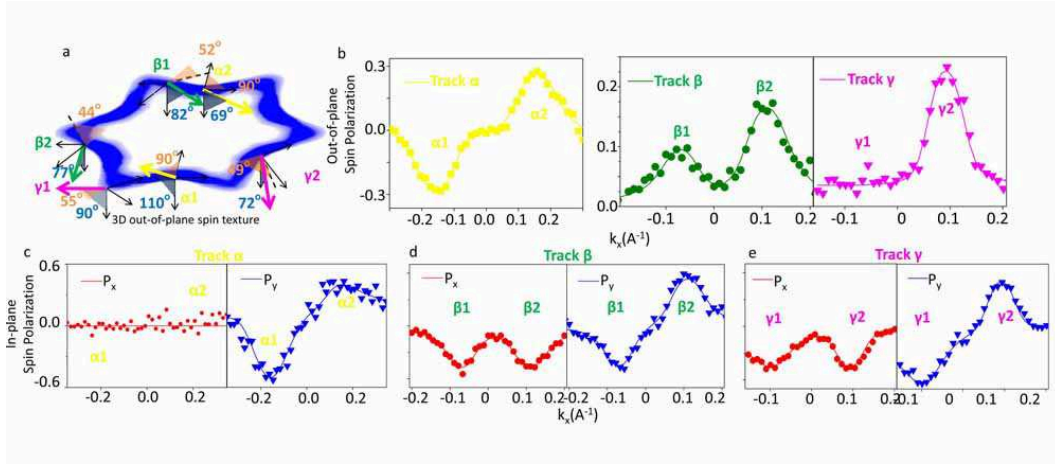 a
52°
β1
α2
90°
44°
82°
69°
β2
90°
69°
γ2
77°
γ1
55°
90°
110°
α1
72°
3D out-of-plane spin texture
b
Out-of-plane
Spin Polarization
0.3
0.0
-0.3
Track α
α1
α2
-0.2 -0.1 0.0 0.1 0.2
0.2
0.1
0.0
Track β
β1
β2
Track γ
γ1
γ2
-0.1 0 0.1 0.2 -0.1 0 0.1 0.2
kx(A-1)
c
Track α
In-plane
Spin Polarization
0.6
0.0
-0.6
Px
α2
α1
Py
α1
α2
-0.2 0.0 0.2 -0.2 0.0 0.2
d
Track β
Px
β1 β2
Py
β1
β2
-0.2 -0.1 0 0.1 0.2 -0.1 0 0.1 0.2
kx(A-1)
e
Track γ
Px
γ1 γ2
Py
γ1
γ2
-0.1 0 0.1 0.2 -0.1 0 0.1 0.2